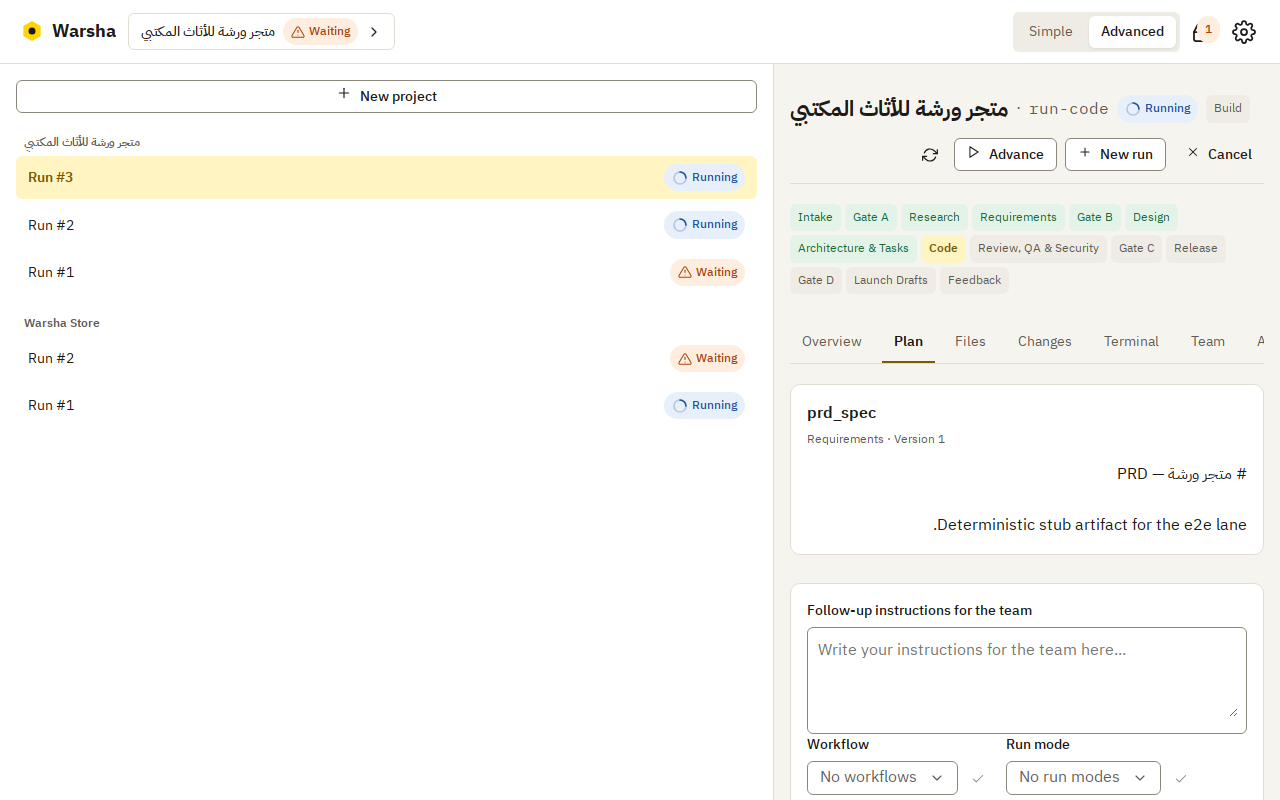 Warsha
متجر ورشة للأثاث المكتبي
Waiting
Simple
Advanced
1
New project
متجر ورشة للأثاث المكتبي
Run #3
Running
Run #2
Running
Run #1
Waiting
Warsha Store
Run #2
Waiting
Run #1
Running
متجر ورشة للأثاث المكتبي · run-code
Running
Build
Advance
New run
Cancel
Intake
Gate A
Research
Requirements
Gate B
Design
Architecture & Tasks
Code
Review, QA & Security
Gate C
Release
Gate D
Launch Drafts
Feedback
Overview
Plan
Files
Changes
Terminal
Team
prd_spec
Requirements · Version 1
# متجر ورشة — PRD
Deterministic stub artifact for the e2e lane.
Follow-up instructions for the team
Write your instructions for the team here...
Workflow
Run mode
No workflows
No run modes